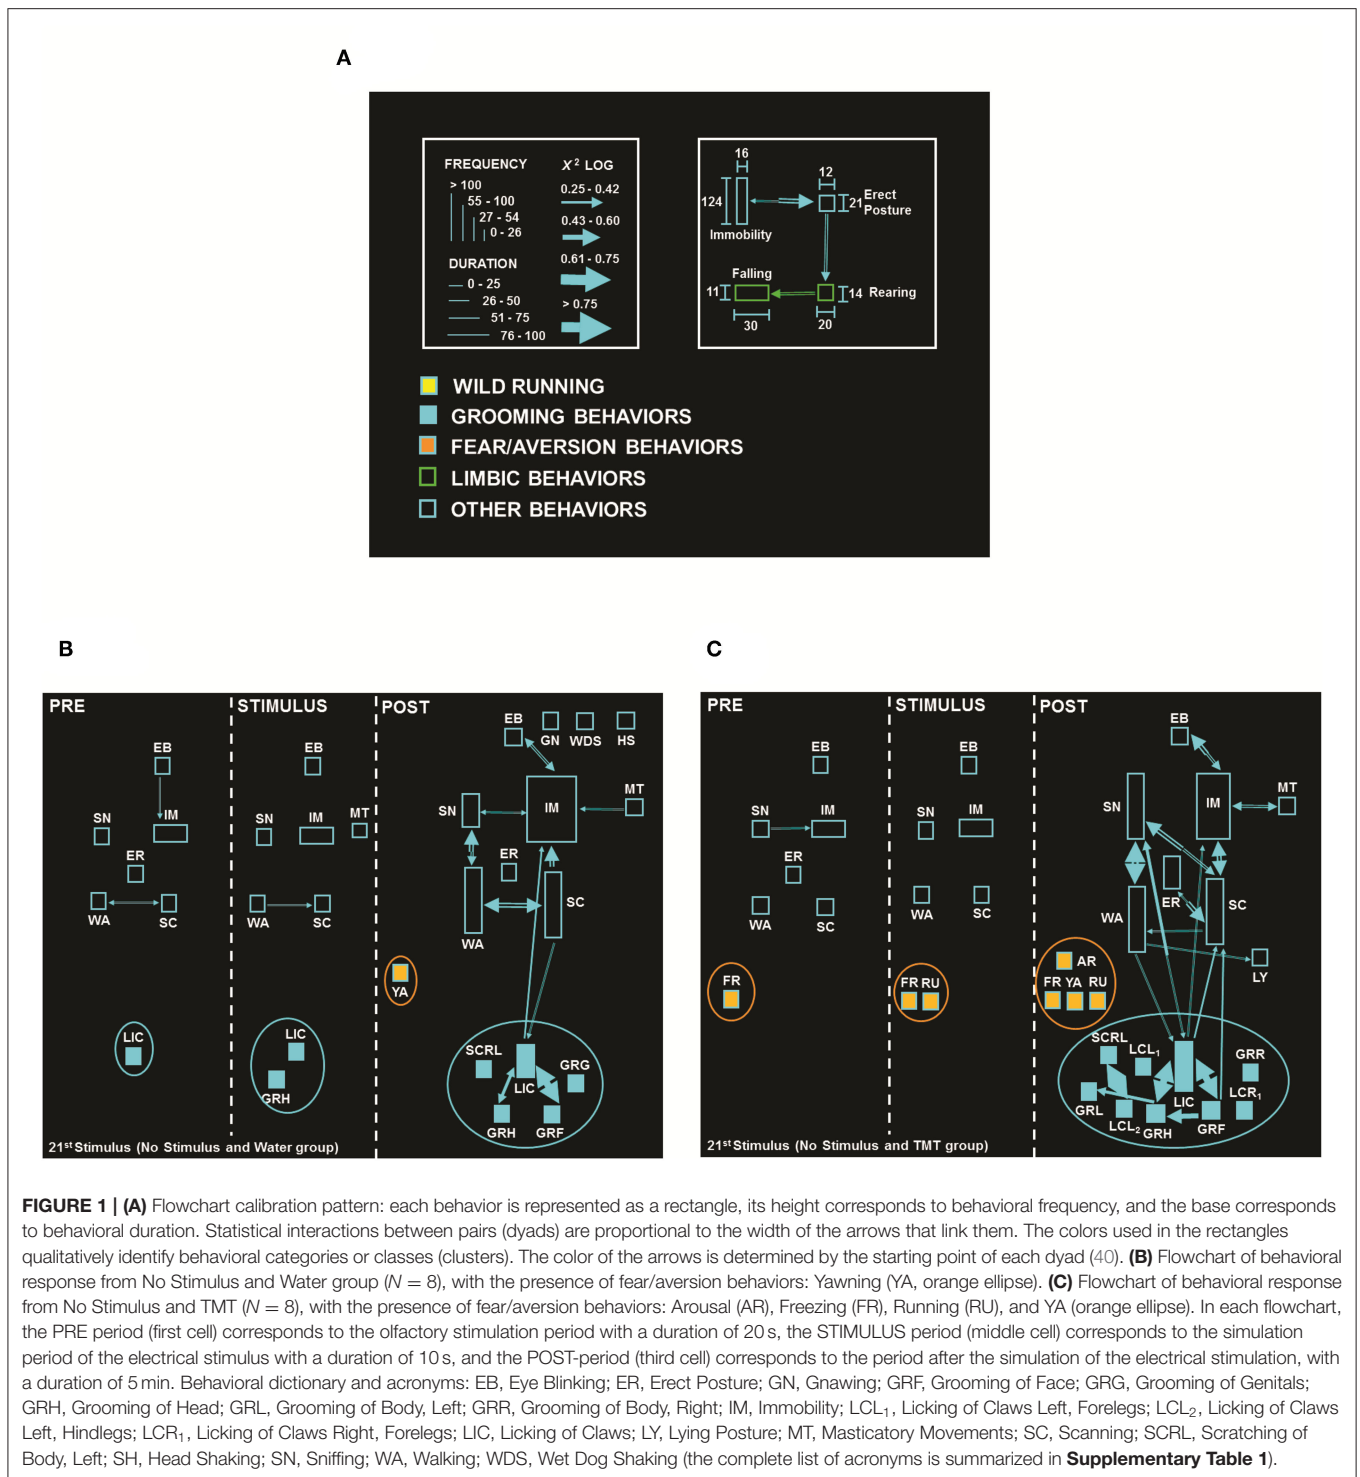 A
FREQUENCY
> 100
55 - 100
27 - 54
0 - 26
DURATION
0 - 25
26 - 50
51 - 75
76 - 100
X² LOG
0.25 - 0.42
0.43 - 0.60
0.61 - 0.75
> 0.75
16
124
Immobility
12
21 Erect
Posture
Falling
11
30
14 Rearing
20
WILD RUNNING
GROOMING BEHAVIORS
FEAR/AVERSION BEHAVIORS
LIMBIC BEHAVIORS
OTHER BEHAVIORS
B
PRE
EB
SN
IM
ER
WA
SC
LIC
STIMULUS
EB
SN
IM
MT
WA
SC
LIC
GRH
POST
EB
GN
WDS
HS
SN
IM
MT
ER
WA
SC
YA
SCRL
LIC
GRG
GRH
GRF
21st Stimulus (No Stimulus and Water group)
C
PRE
EB
SN
IM
ER
WA
SC
FR
STIMULUS
EB
SN
IM
WA
SC
FR RU
POST
EB
SN
IM
MT
ER
WA
SC
LY
AR
FR YA RU
SCRL
LCL₁
LIC
GRR
GRL
LCL₂
GRH
GRF
LCR₁
21st Stimulus (No Stimulus and TMT group)
FIGURE 1 | (A) Flowchart calibration pattern: each behavior is represented as a rectangle, its height corresponds to behavioral frequency, and the base corresponds
to behavioral duration. Statistical interactions between pairs (dyads) are proportional to the width of the arrows that link them. The colors used in the rectangles
qualitatively identify behavioral categories or classes (clusters). The color of the arrows is determined by the starting point of each dyad (40). (B) Flowchart of behavioral
response from No Stimulus and Water group (N = 8), with the presence of fear/aversion behaviors: Yawning (YA, orange ellipse). (C) Flowchart of behavioral response
from No Stimulus and TMT (N = 8), with the presence of fear/aversion behaviors: Arousal (AR), Freezing (FR), Running (RU), and YA (orange ellipse). In each flowchart,
the PRE period (first cell) corresponds to the olfactory stimulation period with a duration of 20 s, the STIMULUS period (middle cell) corresponds to the simulation
period of the electrical stimulus with a duration of 10 s, and the POST-period (third cell) corresponds to the period after the simulation of the electrical stimulation, with
a duration of 5 min. Behavioral dictionary and acronyms: EB, Eye Blinking; ER, Erect Posture; GN, Gnawing; GRF, Grooming of Face; GRG, Grooming of Genitals;
GRH, Grooming of Head; GRL, Grooming of Body, Left; GRR, Grooming of Body, Right; IM, Immobility; LCL₁, Licking of Claws Left, Forelegs; LCL₂, Licking of Claws
Left, Hindlegs; LCR₁, Licking of Claws Right, Forelegs; LIC, Licking of Claws; LY, Lying Posture; MT, Masticatory Movements; SC, Scanning; SCRL, Scratching of
Body, Left; SH, Head Shaking; SN, Sniffing; WA, Walking; WDS, Wet Dog Shaking (the complete list of acronyms is summarized in Supplementary Table 1).